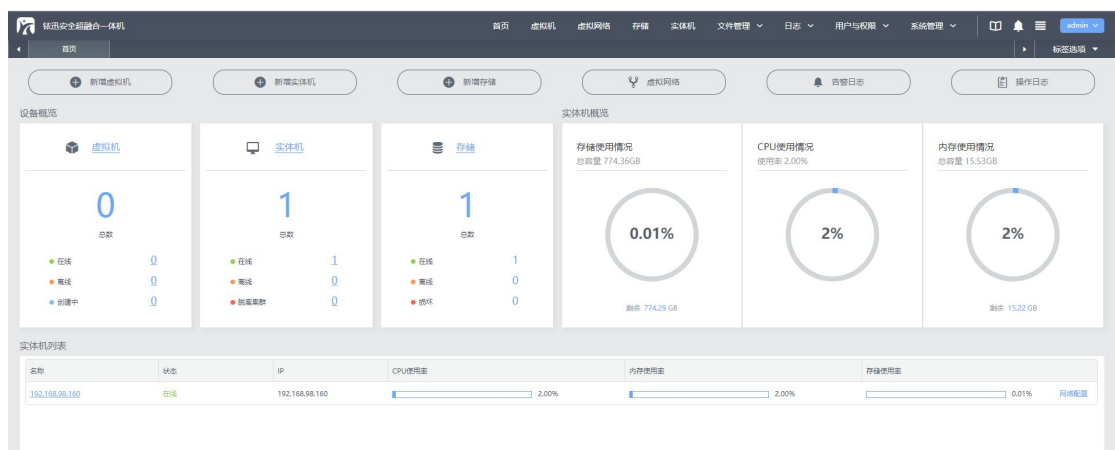 铱迅安全超融合一体机 首页 虚拟机 虚拟网络 存储 实体机 文件管理 日志 用户与权限 系统管理 admin
首页 标签选项
新增虚拟机 新增实体机 新增存储 虚拟网络 告警日志 操作日志
设备概览 实体机概览
虚拟机 实体机 存储
存储使用情况 CPU使用情况 内存使用情况
总容量 774.36GB 使用率 2.00% 总容量 15.53GB
0 1 1
总数 总数 总数
0.01% 2% 2%
在线 0 在线 1 在线 1
离线 0 离线 0 离线 0
创建中 0 脱离集群 0 损坏 0
剩余 774.29 GB 剩余 15.22 GB
实体机列表
名称 状态 IP CPU使用率 内存使用率 存储使用率
192.168.98.160 在线 192.168.98.160 2.00% 2.00% 0.01% 网络配置